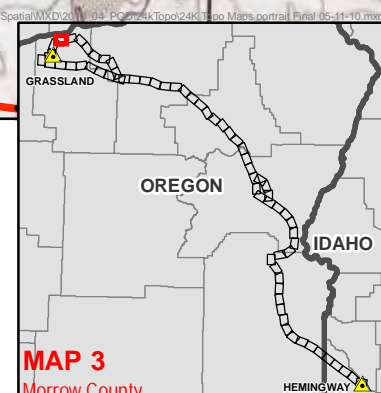 Spatial\MXD\20
04_PCC\24kTopo\24K Topo Maps portrait Final 05-11-10.mxd
GRASSLAND
OREGON
IDAHO
MAP 3
HEMINGWAY
Morrow County